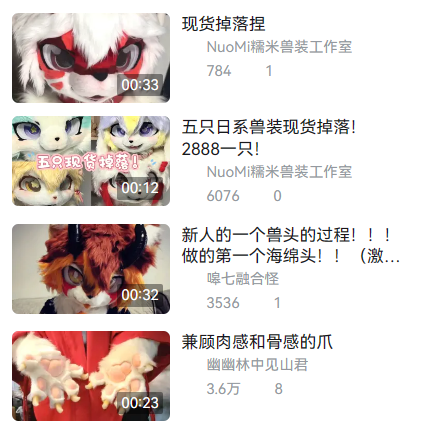 现货掉落捏
NuoMi糯米兽装工作室
784 1
00:33
五只日系兽装现货掉落！
2888一只！
五只现货掉落！
NuoMi糯米兽装工作室
6076 0
00:12
新人的一个兽头的过程！！！
做的第一个海绵头！！（激...
嗥七融合怪
3536 1
00:32
兼顾肉感和骨感的爪
幽幽林中见山君
3.6万 8
00:23